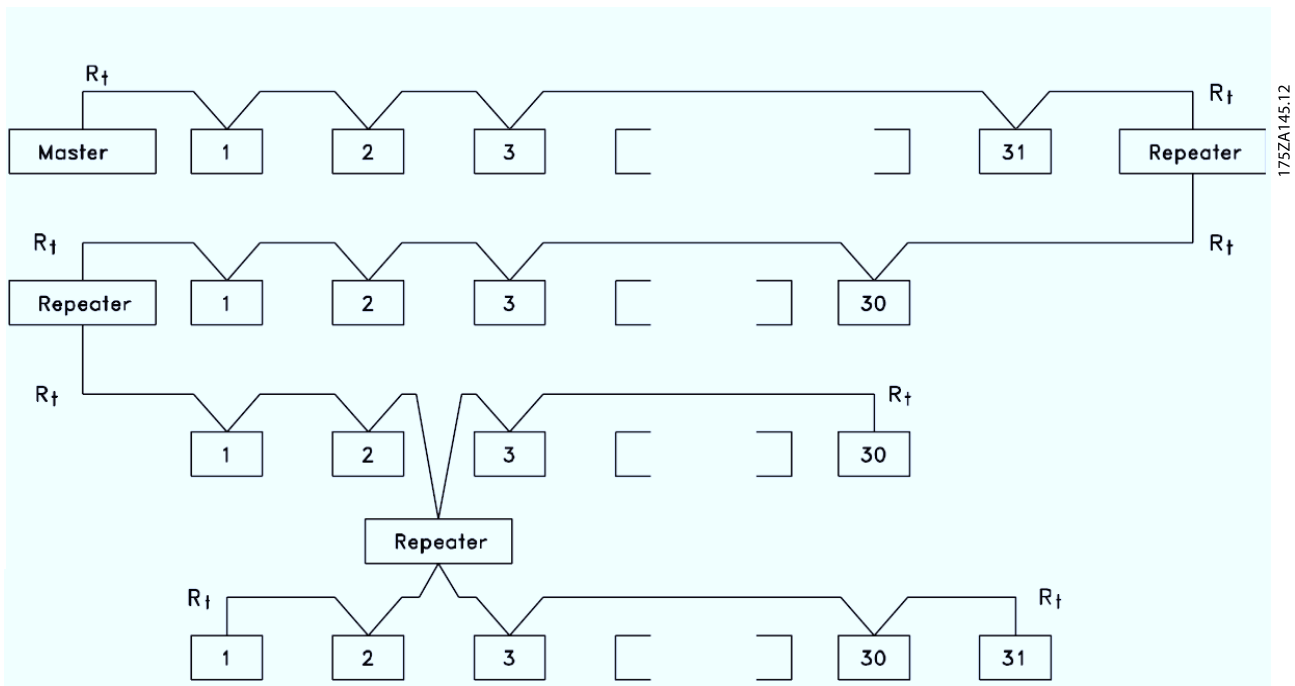 Rt
Rt
Master 1 2 3 31 Repeater
175ZA145.12
Rt
Rt
Repeater 1 2 3 30
Rt
Rt
1 2 3 30
Repeater
Rt
Rt
1 2 3 30 31